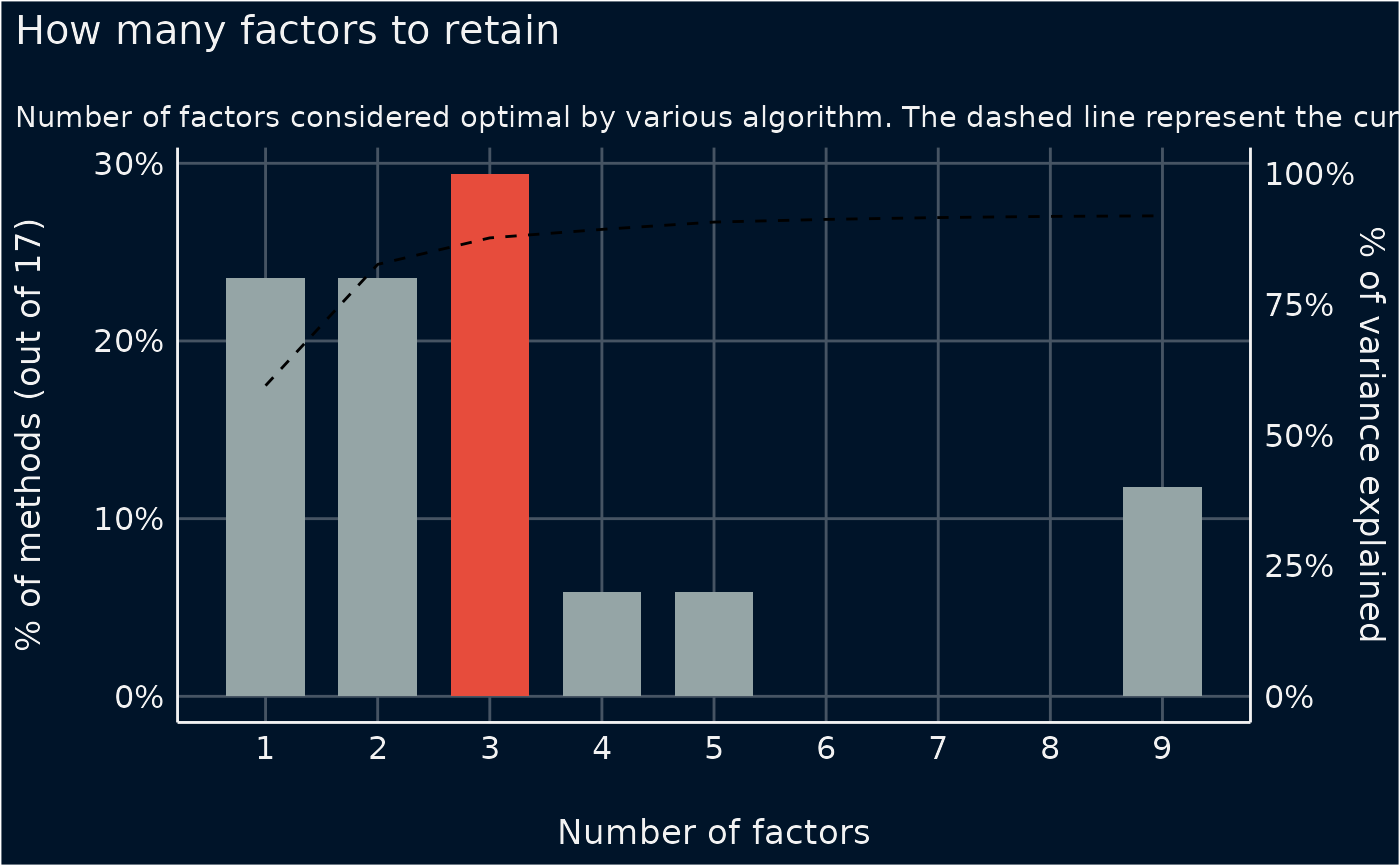 How many factors to retain
Number of factors considered optimal by various algorithm. The dashed line represent the cur
30%
20%
10%
0%
100%
75%
50%
25%
0%
% of methods (out of 17)
% of variance explained
1 2 3 4 5 6 7 8 9
Number of factors